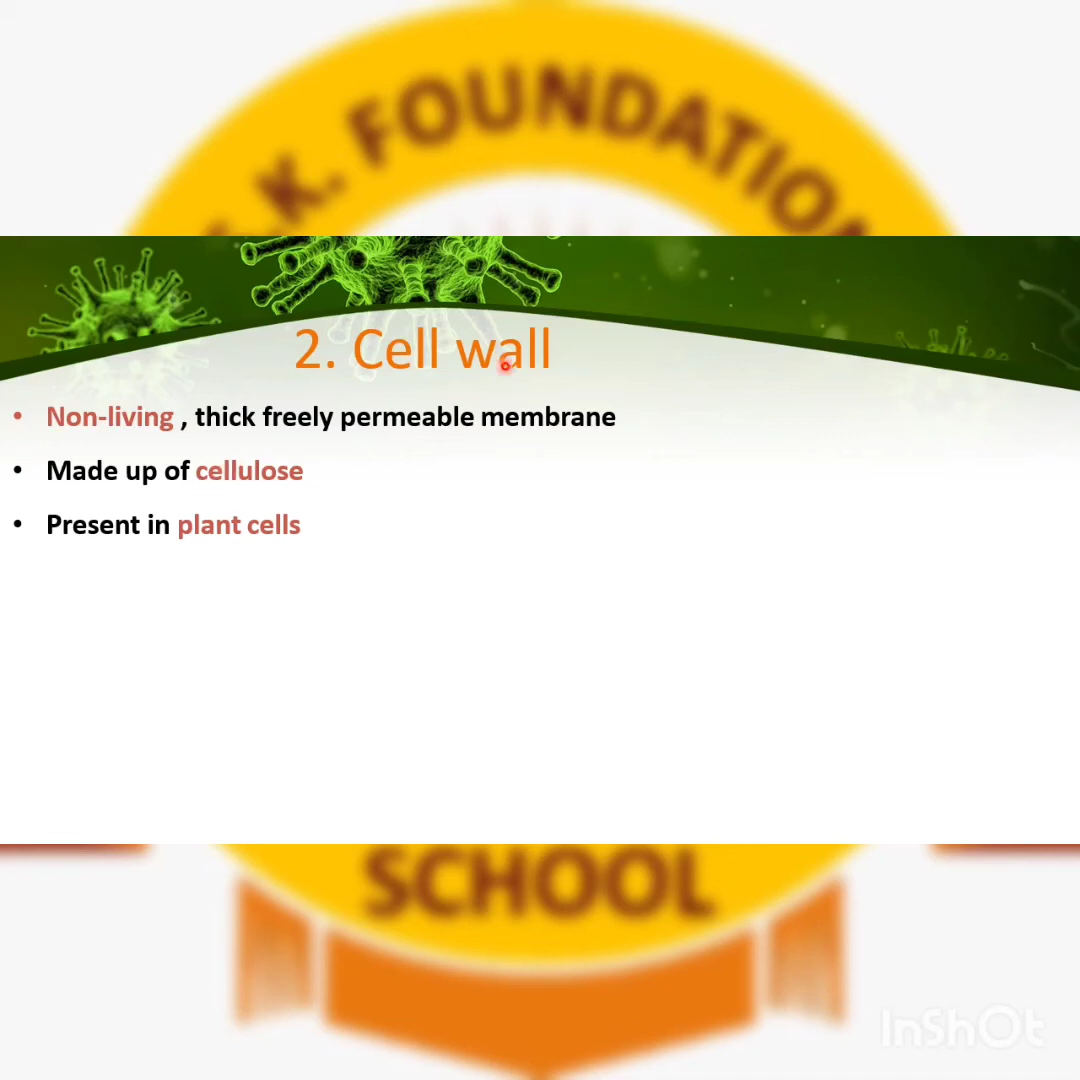 K. FOUNDATION
2. Cell wall
• Non-living , thick freely permeable membrane
• Made up of cellulose
• Present in plant cells
SCHOOL
InShOt